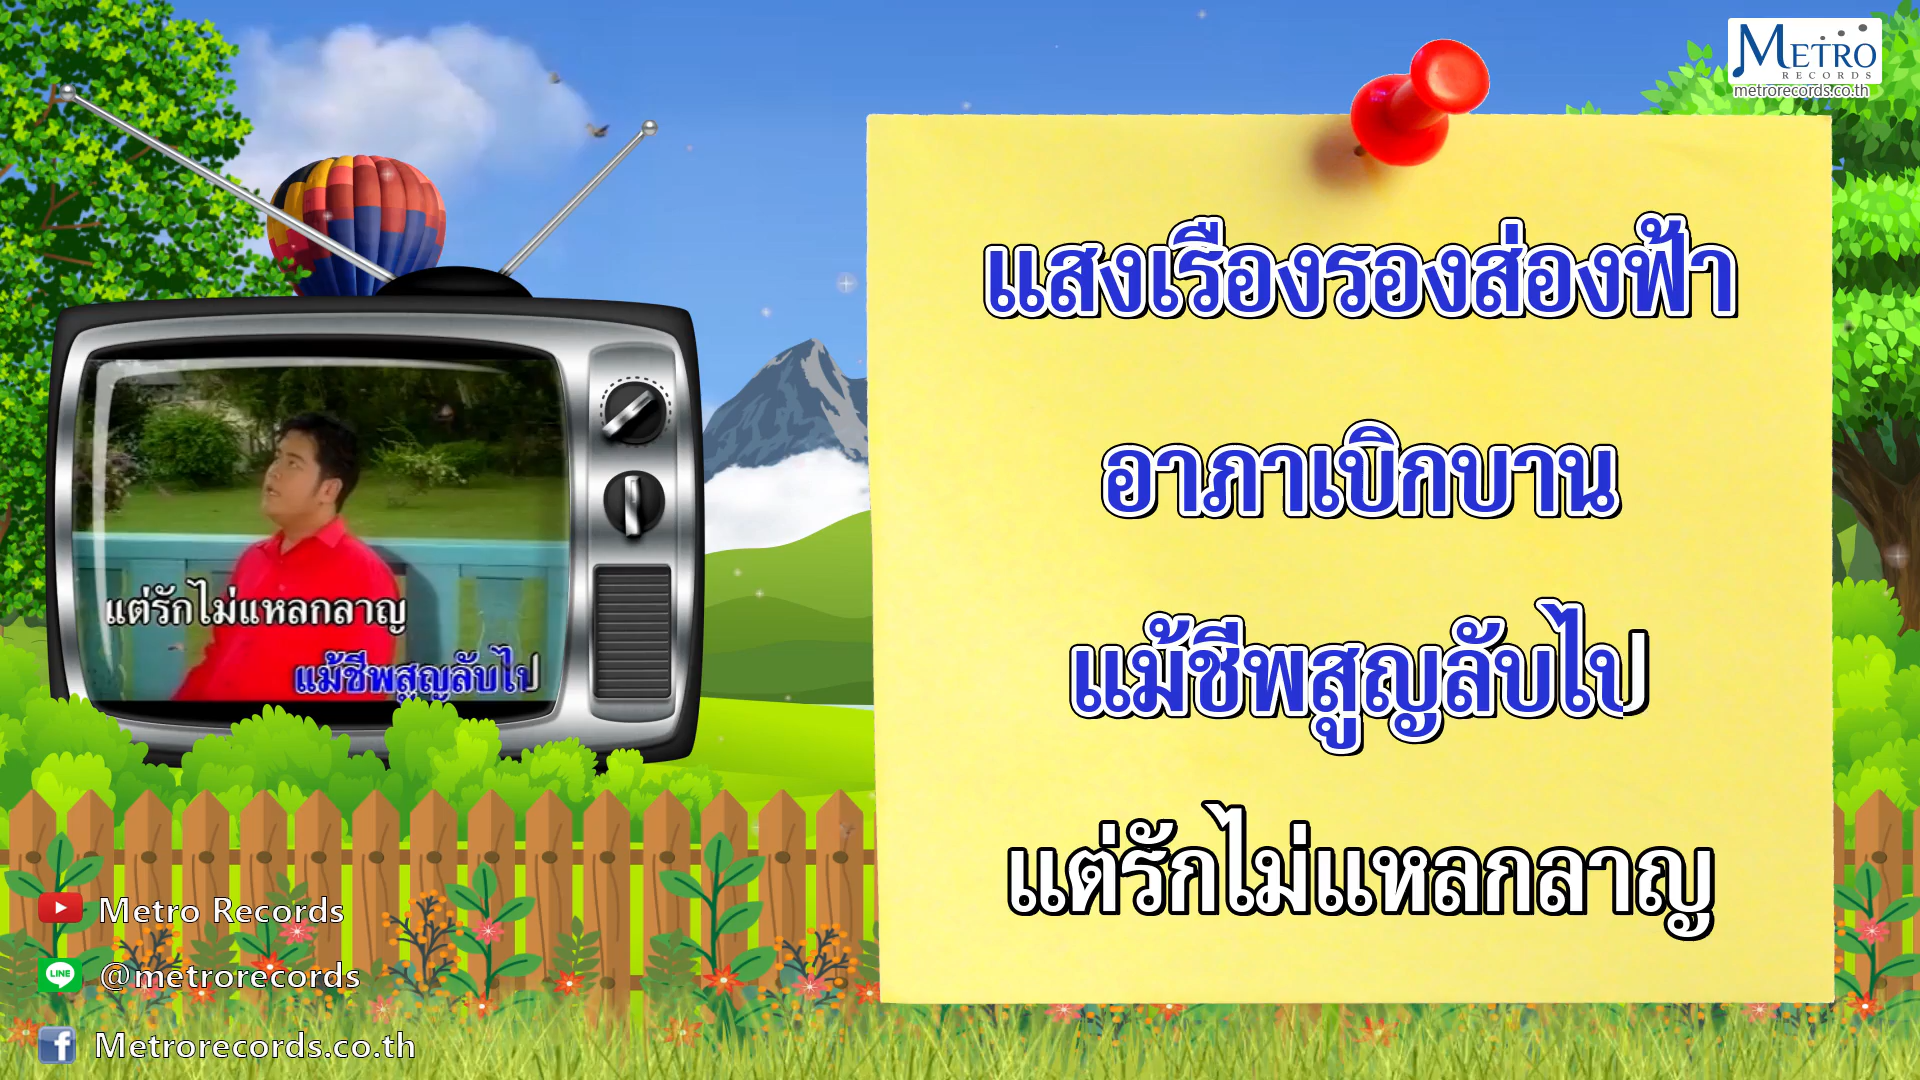 METRO
RECORDS
metrorecords.co.th
แสงเรืองรองส่องฟ้า
อาภาเบิกบาน
แม้ชีพสูญลับไป
แต่รักไม่แหลกลาญ
แต่รักไม่แหลกลาญ
แม้ชีพสูญลับไป
Metro Records
LINE
@metrorecords
f
Metrorecords.co.th